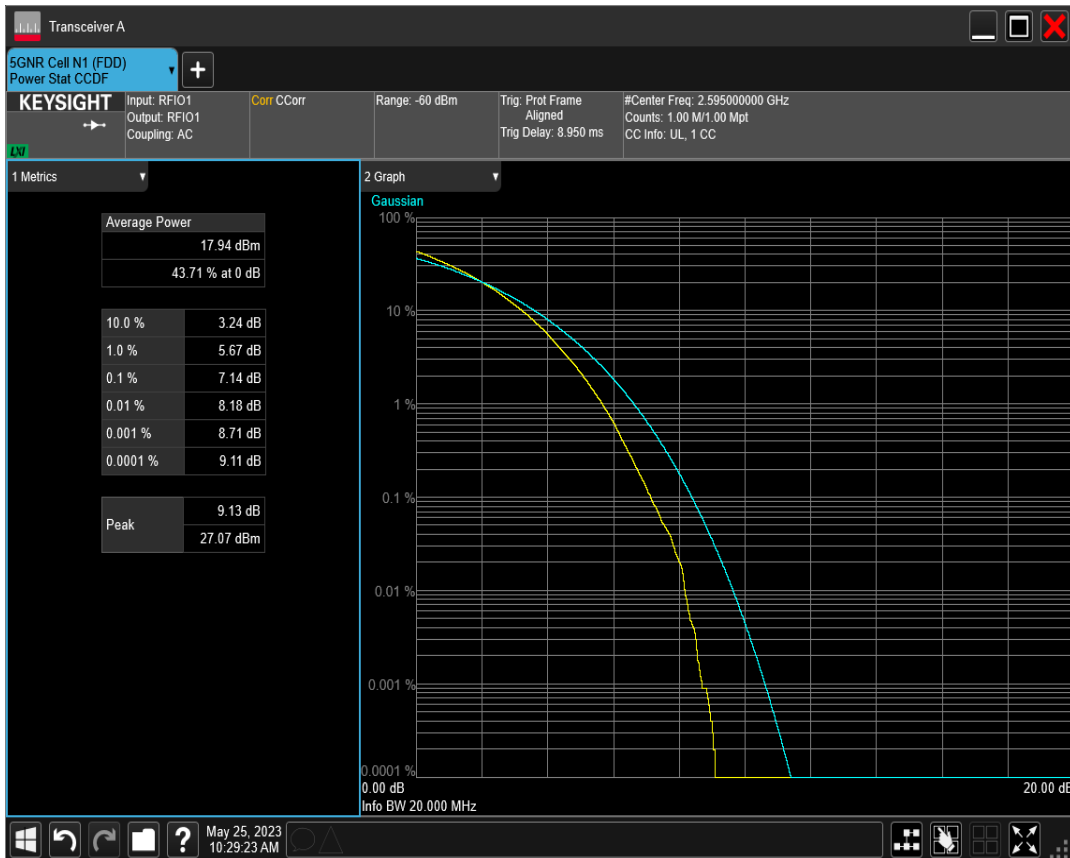 Transceiver A
5GNR Cell N1 (FDD)
Power Stat CCDF
KEYSIGHT
LXI
Input: RFIO1
Output: RFIO1
Coupling: AC
Corr CCorr
Range: -60 dBm
Trig: Prot Frame
Aligned
Trig Delay: 8.950 ms
#Center Freq: 2.595000000 GHz
Counts: 1.00 M/1.00 Mpt
CC Info: UL, 1 CC
1 Metrics
Average Power
17.94 dBm
43.71 % at 0 dB
10.0 % 3.24 dB
1.0 % 5.67 dB
0.1 % 7.14 dB
0.01 % 8.18 dB
0.001 % 8.71 dB
0.0001 % 9.11 dB
Peak 9.13 dB
27.07 dBm
2 Graph
Gaussian
100 %
10 %
1 %
0.1 %
0.01 %
0.001 %
0.0001 %
0.00 dB 20.00 dB
Info BW 20.000 MHz
?
May 25, 2023
10:29:23 AM